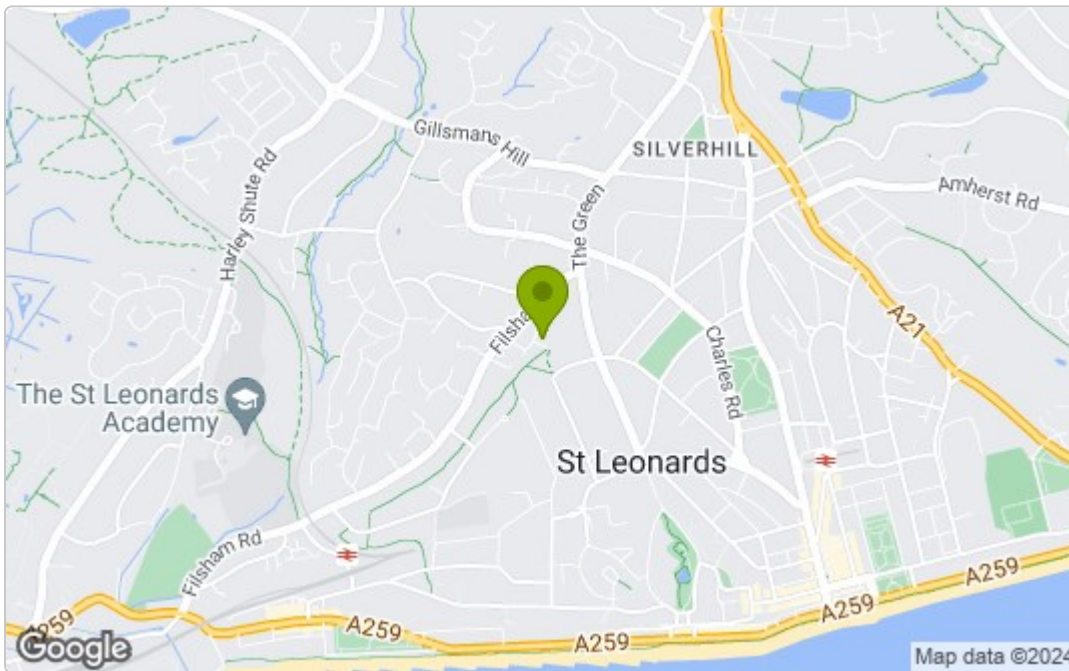 Gillsmans Hill
SILVERHILL
Amherst Rd
Harley Shute Rd
The Green
A21
Filsha
Charles Rd
The St Leonards
Academy
St Leonards
Filsham Rd
A259
A259
A259
A259
A259
Google
Map data ©2024